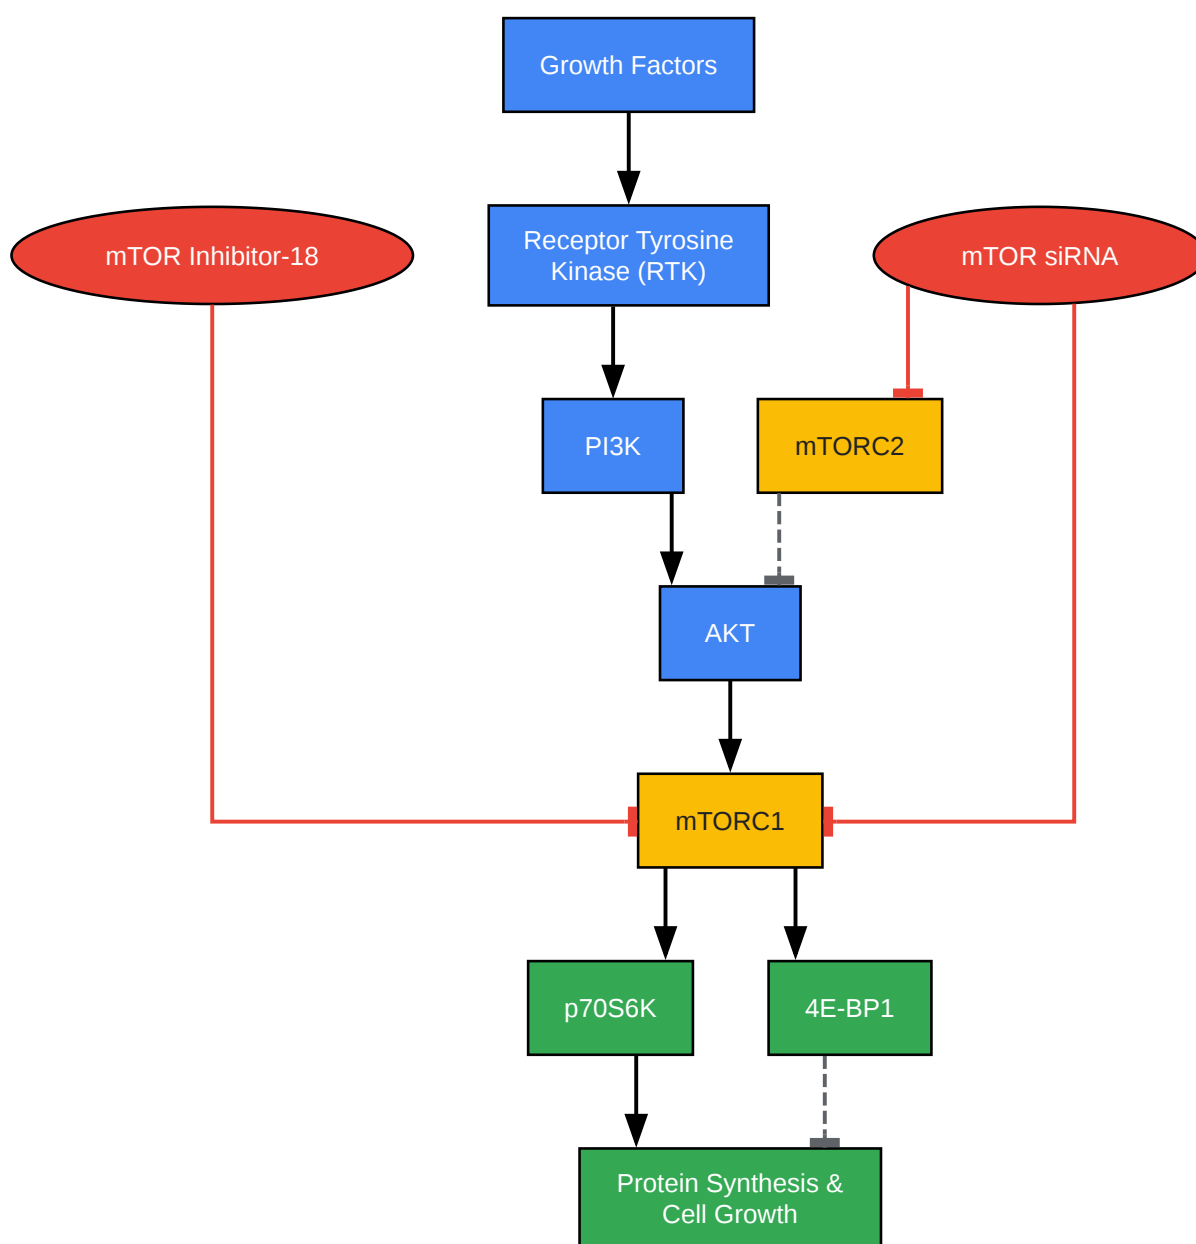 Growth Factors
mTOR Inhibitor-18
Receptor Tyrosine
Kinase (RTK)
mTOR siRNA
PI3K
mTORC2
AKT
mTORC1
p70S6K
4E-BP1
Protein Synthesis &
Cell Growth